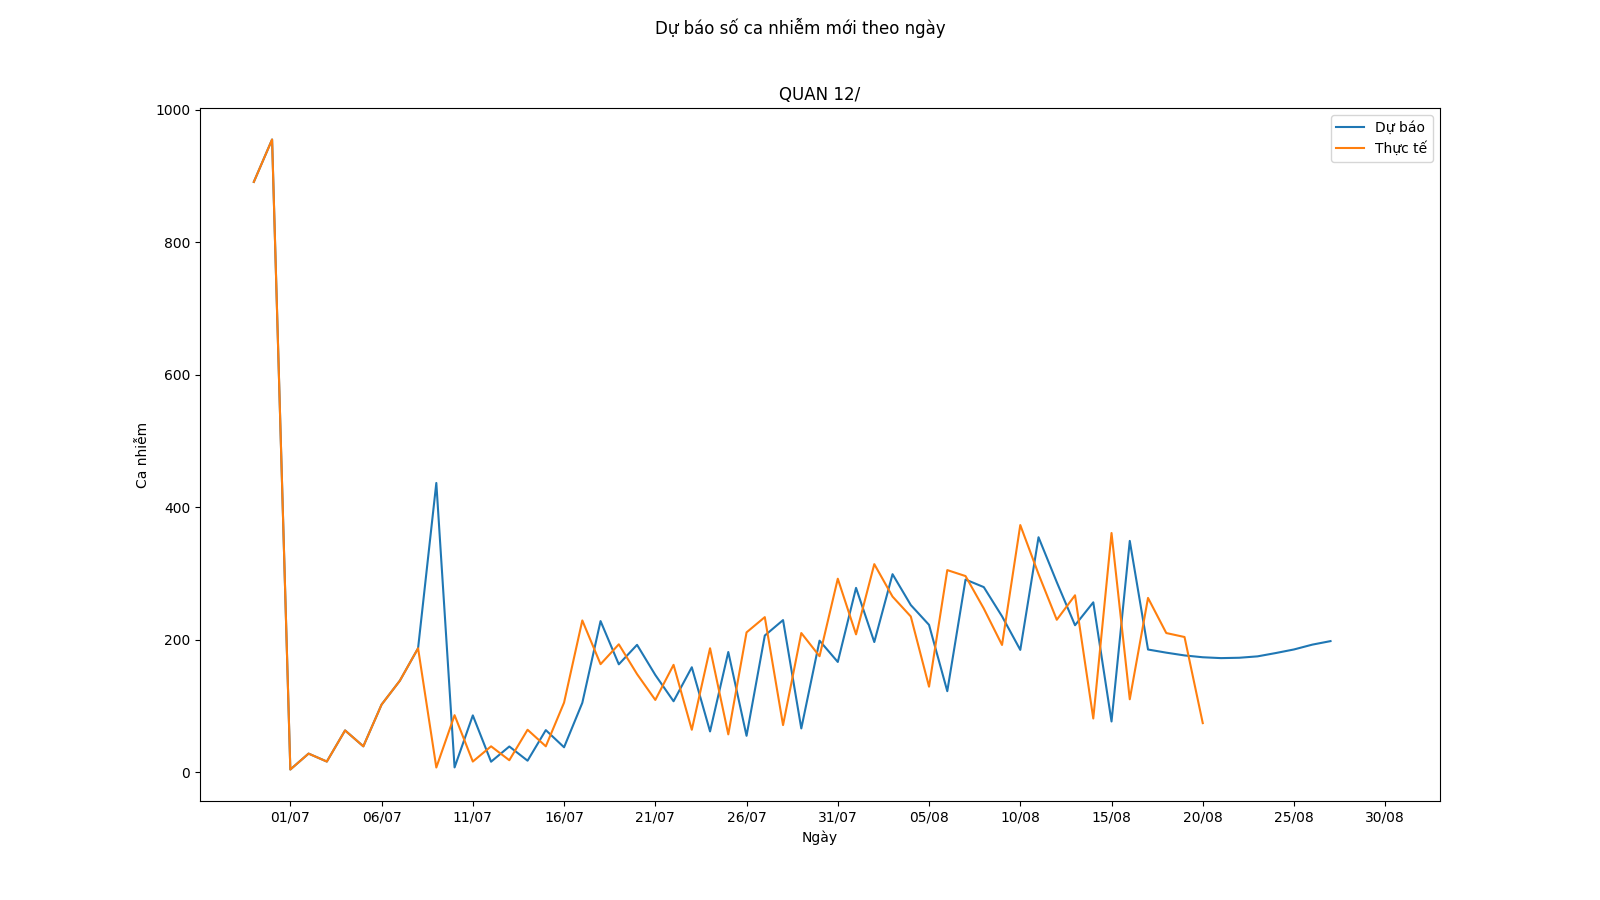 Dự báo số ca nhiễm mới theo ngày
QUAN 12/
1000
800
600
400
200
0
Ca nhiễm
Dự báo
Thực tế
01/07 06/07 11/07 16/07 21/07 26/07 31/07 05/08 10/08 15/08 20/08 25/08 30/08
Ngày